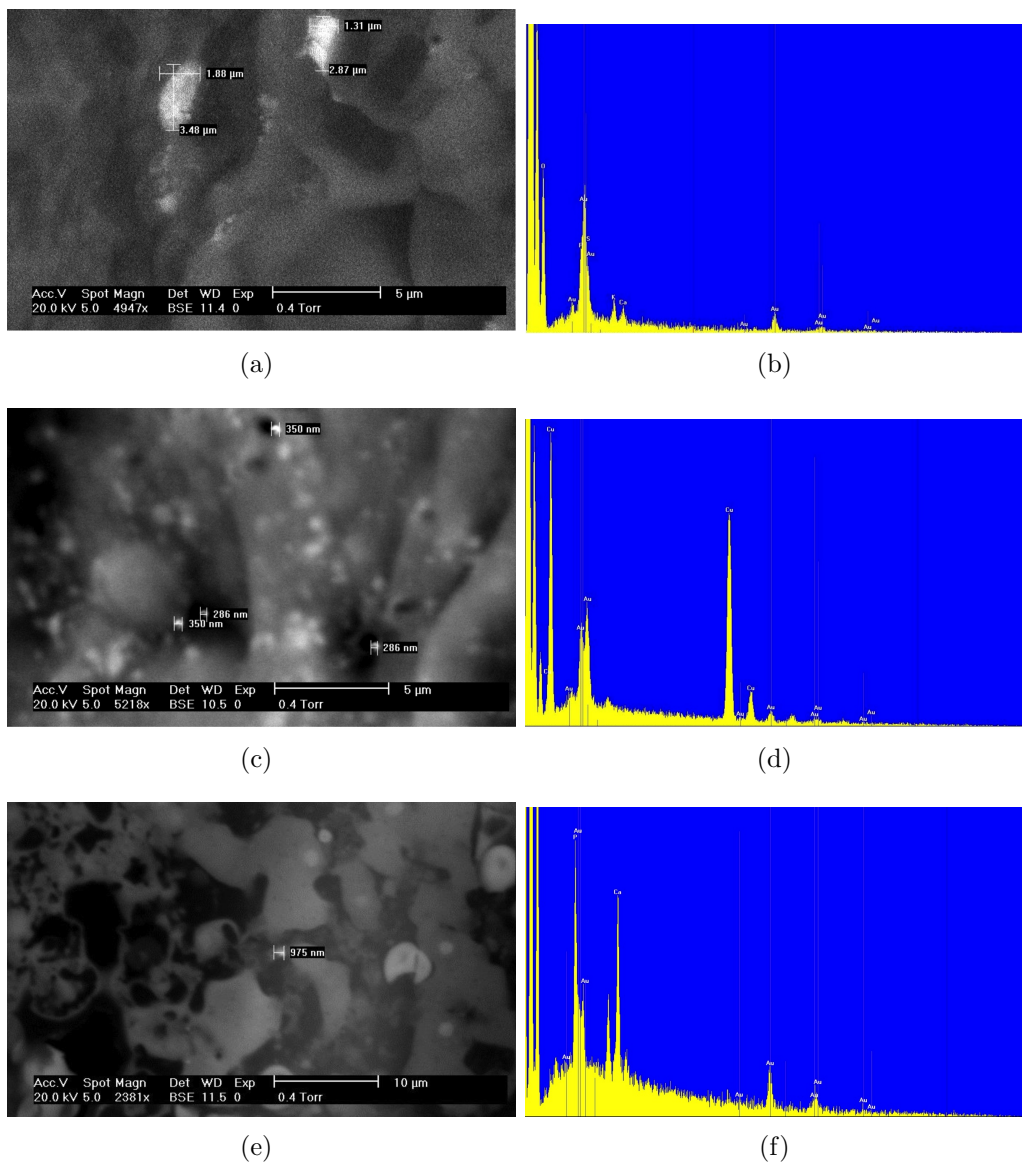 1.31 µm
1.88 µm
2.87 µm
3.48 µm
Acc.V Spot Magn Det WD Exp 5 µm
20.0 kV 5.0 4947x BSE 11.4 0 0.4 Torr
(a)
O
Au
S
Au
Au
K
Ca
Au
Au
Au
Au
Au
Au
(b)
350 nm
286 nm
350 nm
286 nm
Acc.V Spot Magn Det WD Exp 5 µm
20.0 kV 5.0 5218x BSE 10.5 0 0.4 Torr
(c)
Cu
Cu
Au
Au
Au
Cu
Au
Au
Au
Au
Au
Au
(d)
975 nm
Acc.V Spot Magn Det WD Exp 10 µm
20.0 kV 5.0 2381x BSE 11.5 0 0.4 Torr
(e)
Au
P
Ca
Au
Au
Au
Au
Au
Au
Au
Au
(f)